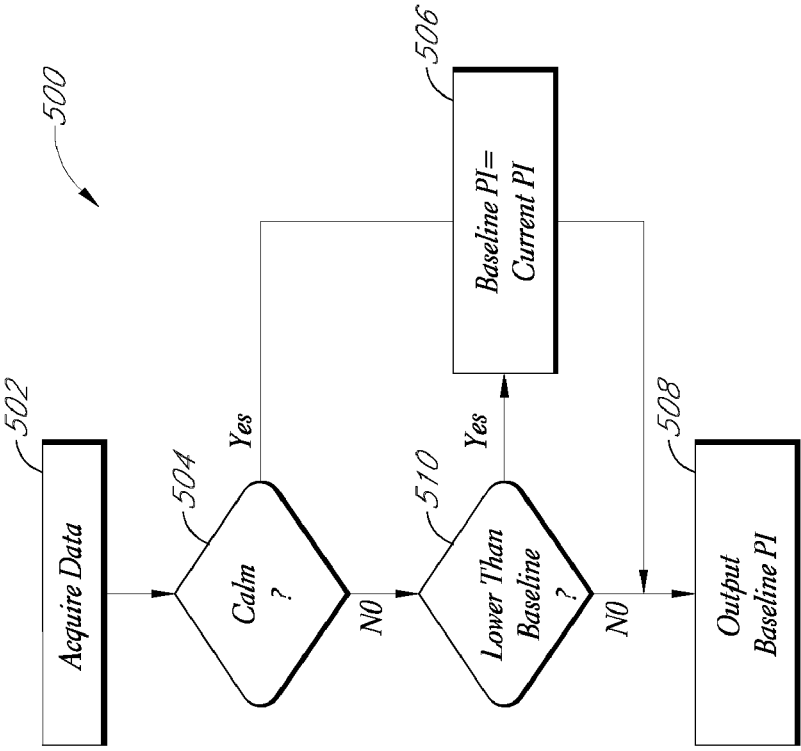 500
502
Acquire Data
504
Calm
?
Yes
N0
510
Lower Than
Baseline
?
Yes
N0
506
Baseline PI=
Current PI
508
Output
Baseline PI